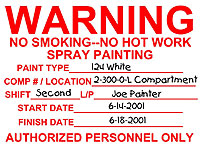 WARNING
NO SMOKING--NO HOT WORK
SPRAY PAINTING
PAINT TYPE 124 White
COMP # / LOCATION 2-300-0-L Compartment
SHIFT Second L/P Joe Painter
START DATE 6-14-2001
FINISH DATE 6-18-2001
AUTHORIZED PERSONNEL ONLY